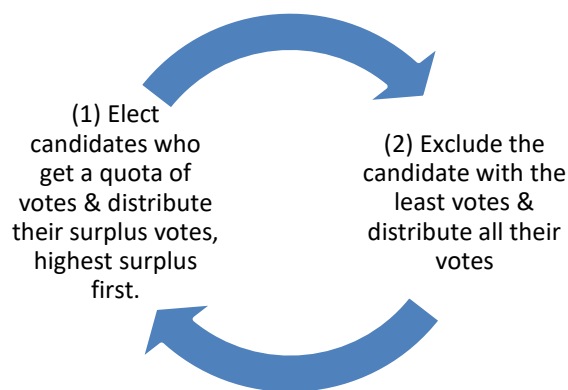 (1) Elect
candidates who
get a quota of
votes & distribute
their surplus votes,
highest surplus
first.
(2) Exclude the
candidate with the
least votes &
distribute all their
votes